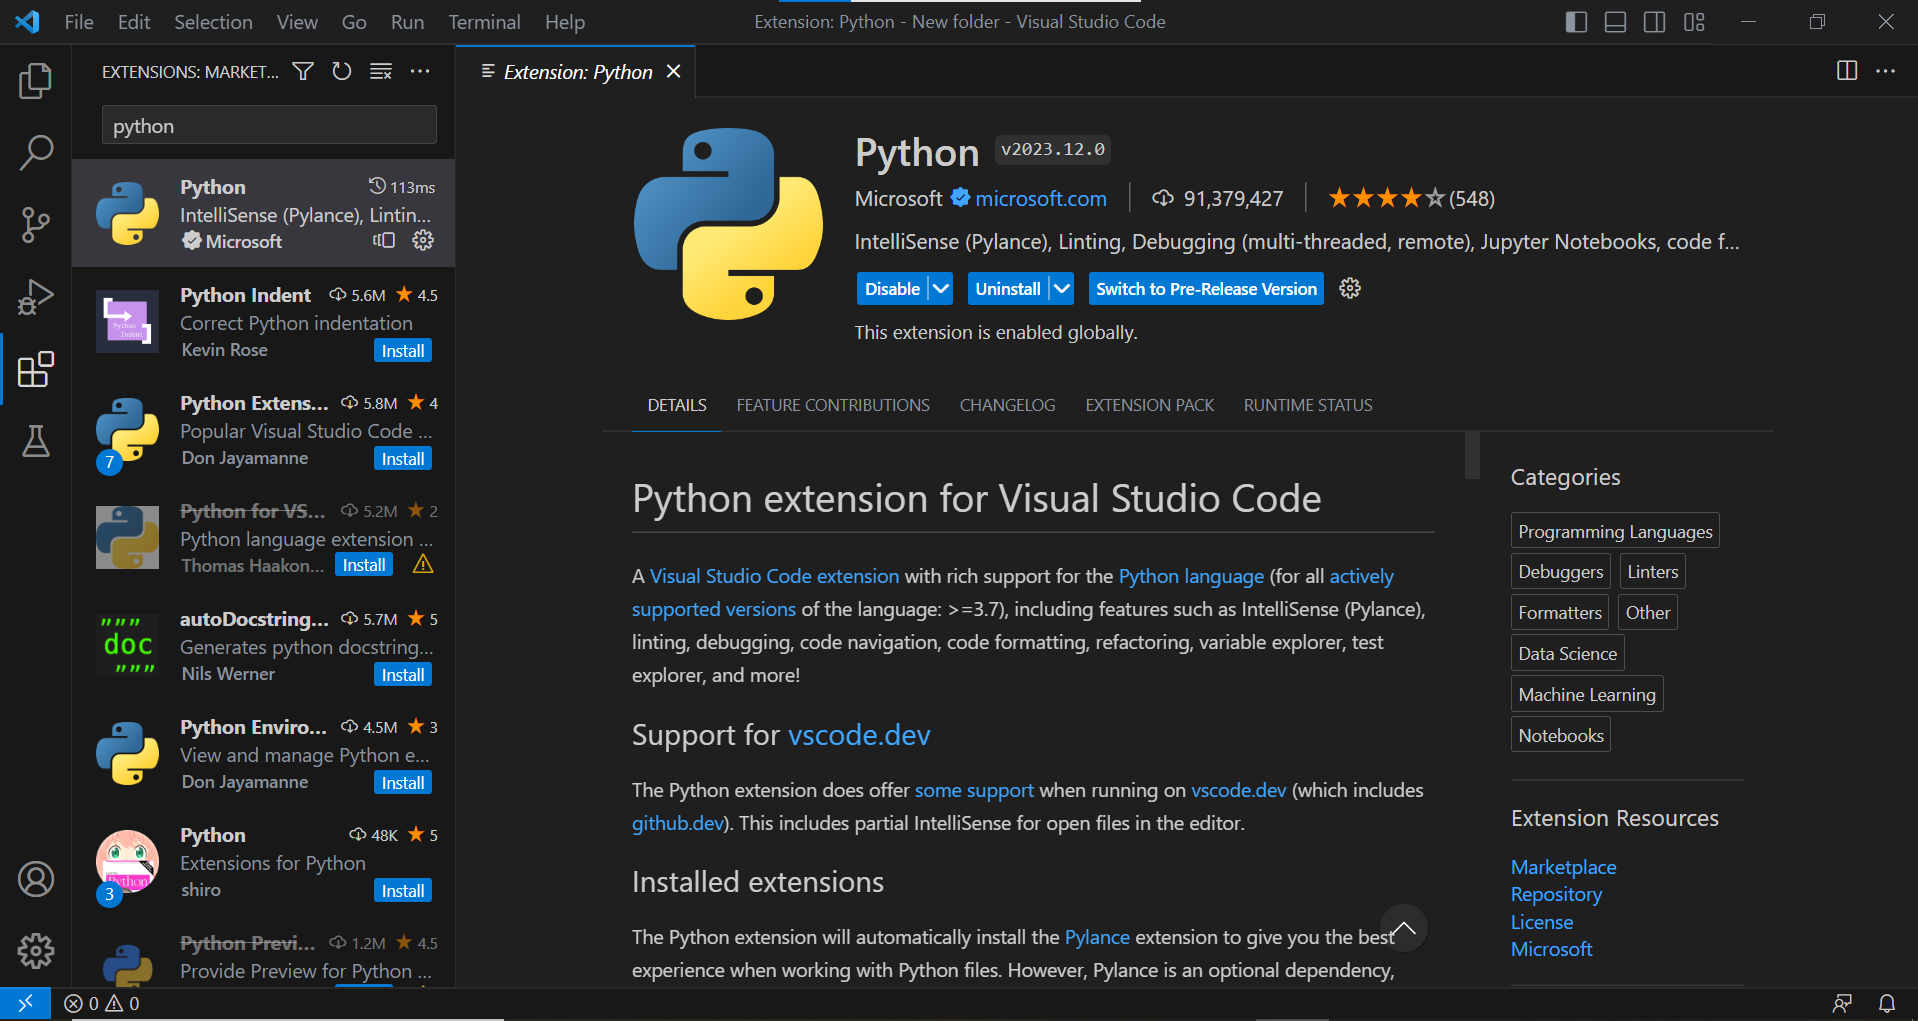 File Edit Selection View Go Run Terminal Help
Extension: Python - New folder - Visual Studio Code
EXTENSIONS: MARKET...
python
Python 113ms
IntelliSense (Pylance), Lintin...
Microsoft
Python Indent 5.6M 4.5
Correct Python indentation
Kevin Rose Install
Python Indent
Python Extens... 5.8M 4
Popular Visual Studio Code ...
Don Jayamanne Install
7
Python for VS... 5.2M 2
Python language extension ...
Thomas Haakon... Install
autoDocstring... 5.7M 5
Generates python docstring...
Nils Werner Install
"""
doc
"""
Python Enviro... 4.5M 3
View and manage Python e...
Don Jayamanne Install
Python 48K 5
Extensions for Python
shiro Install
Python
3
Python Previ... 1.2M 4.5
Provide Preview for Python ...
0 0
Extension: Python
Python v2023.12.0
Microsoft microsoft.com 91,379,427 (548)
IntelliSense (Pylance), Linting, Debugging (multi-threaded, remote), Jupyter Notebooks, code f...
Disable Uninstall Switch to Pre-Release Version
This extension is enabled globally.
DETAILS FEATURE CONTRIBUTIONS CHANGELOG EXTENSION PACK RUNTIME STATUS
Python extension for Visual Studio Code
A Visual Studio Code extension with rich support for the Python language (for all actively
supported versions of the language: >=3.7), including features such as IntelliSense (Pylance),
linting, debugging, code navigation, code formatting, refactoring, variable explorer, test
explorer, and more!
Support for vscode.dev
The Python extension does offer some support when running on vscode.dev (which includes
github.dev). This includes partial IntelliSense for open files in the editor.
Installed extensions
The Python extension will automatically install the Pylance extension to give you the best
experience when working with Python files. However, Pylance is an optional dependency,
Categories
Programming Languages
Debuggers Linters
Formatters Other
Data Science
Machine Learning
Notebooks
Extension Resources
Marketplace
Repository
License
Microsoft